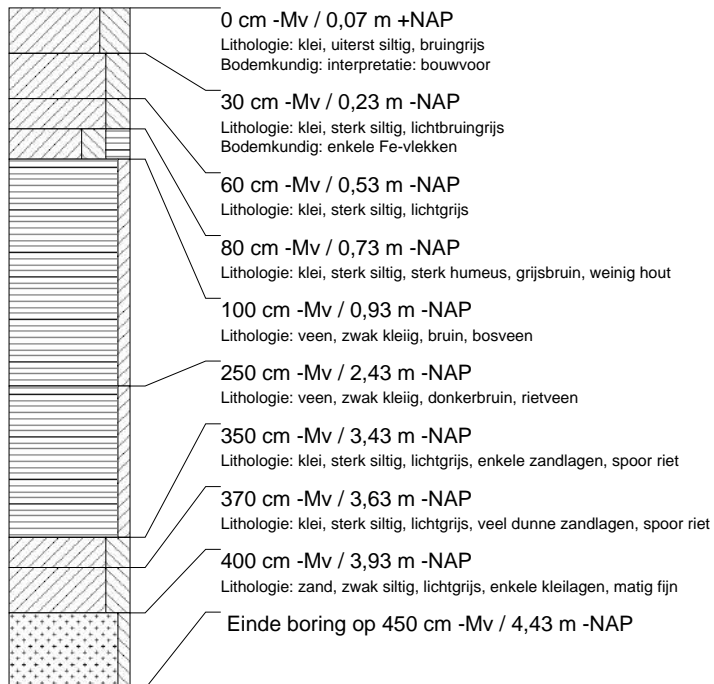 0 cm -Mv / 0,07 m +NAP
Lithologie: klei, uiterst siltig, bruingrijs
Bodemkundig: interpretatie: bouwvoor
30 cm -Mv / 0,23 m -NAP
Lithologie: klei, sterk siltig, lichtbruingrijs
Bodemkundig: enkele Fe-vlekken
60 cm -Mv / 0,53 m -NAP
Lithologie: klei, sterk siltig, lichtgrijs
80 cm -Mv / 0,73 m -NAP
Lithologie: klei, sterk siltig, sterk humeus, grijsbruin, weinig hout
100 cm -Mv / 0,93 m -NAP
Lithologie: veen, zwak kleiig, bruin, bosveen
250 cm -Mv / 2,43 m -NAP
Lithologie: veen, zwak kleiig, donkerbruin, rietveen
350 cm -Mv / 3,43 m -NAP
Lithologie: klei, sterk siltig, lichtgrijs, enkele zandlagen, spoor riet
370 cm -Mv / 3,63 m -NAP
Lithologie: klei, sterk siltig, lichtgrijs, veel dunne zandlagen, spoor riet
400 cm -Mv / 3,93 m -NAP
Lithologie: zand, zwak siltig, lichtgrijs, enkele kleilagen, matig fijn
Einde boring op 450 cm -Mv / 4,43 m -NAP